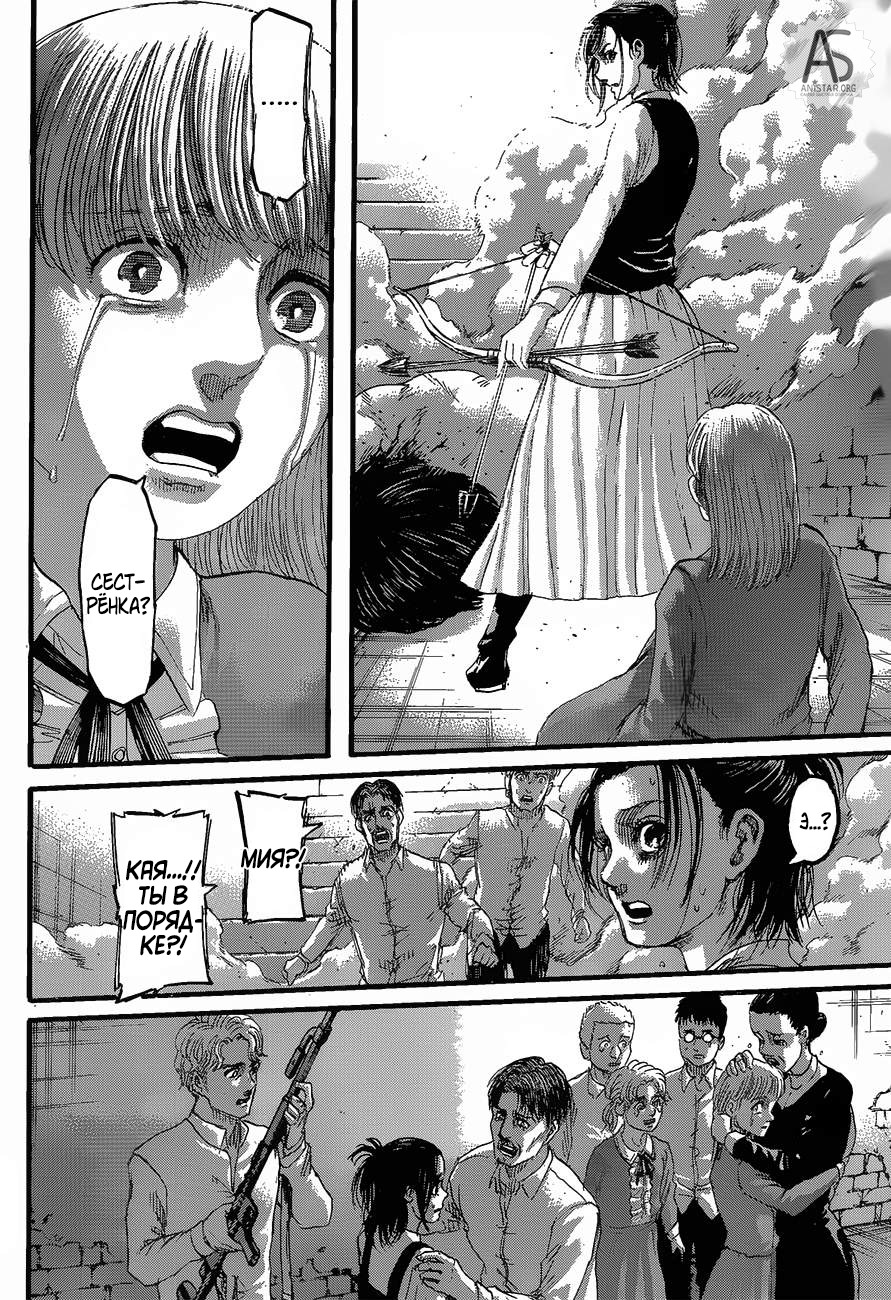 AS
ANISTAR.ORG
......
СЕСТ-
РЁНКА?
Э...?
МИЯ?!
КАЯ...!!
ТЫ В
ПОРЯД-
КЕ?!